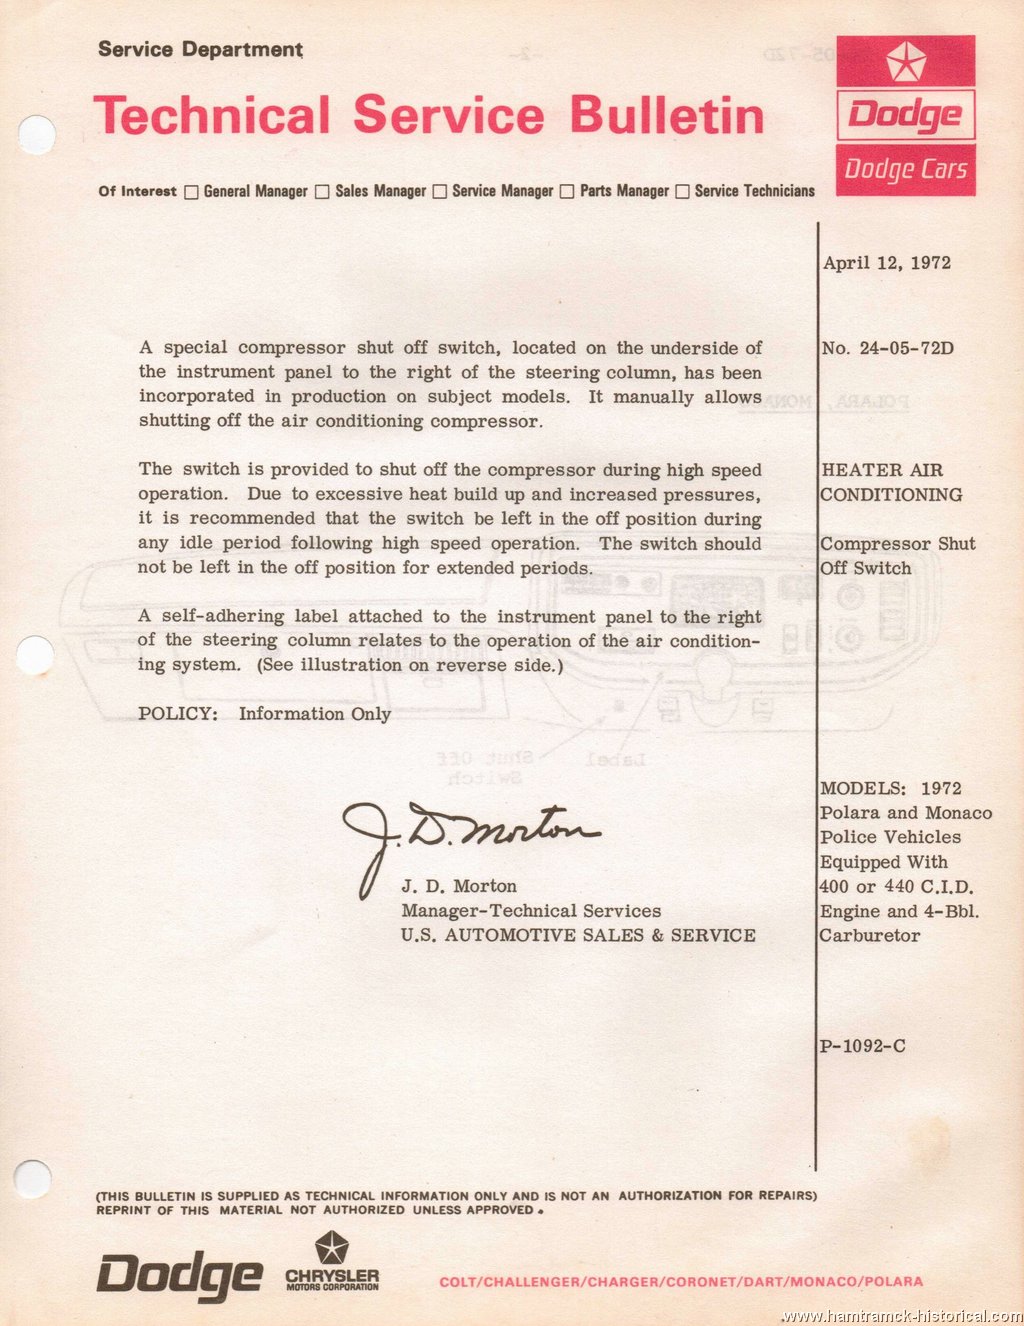 Service Department
Technical Service Bulletin
Dodge
Dodge Cars
Of Interest □ General Manager □ Sales Manager □ Service Manager □ Parts Manager □ Service Technicians
April 12, 1972
A special compressor shut off switch, located on the underside of
the instrument panel to the right of the steering column, has been
incorporated in production on subject models. It manually allows
shutting off the air conditioning compressor.
No. 24-05-72D
The switch is provided to shut off the compressor during high speed
operation. Due to excessive heat build up and increased pressures,
it is recommended that the switch be left in the off position during
any idle period following high speed operation. The switch should
not be left in the off position for extended periods.
HEATER AIR
CONDITIONING
Compressor Shut
Off Switch
A self-adhering label attached to the instrument panel to the right
of the steering column relates to the operation of the air condition-
ing system. (See illustration on reverse side.)
POLICY: Information Only
J. D. Morton
J. D. Morton
Manager-Technical Services
U.S. AUTOMOTIVE SALES & SERVICE
MODELS: 1972
Polara and Monaco
Police Vehicles
Equipped With
400 or 440 C.I.D.
Engine and 4-Bbl.
Carburetor
P-1092-C
(THIS BULLETIN IS SUPPLIED AS TECHNICAL INFORMATION ONLY AND IS NOT AN AUTHORIZATION FOR REPAIRS)
REPRINT OF THIS MATERIAL NOT AUTHORIZED UNLESS APPROVED.
Dodge
CHRYSLER
MOTORS CORPORATION
COLT/CHALLENGER/CHARGER/CORONET/DART/MONACO/POLARA
www.hamtramck-historical.com